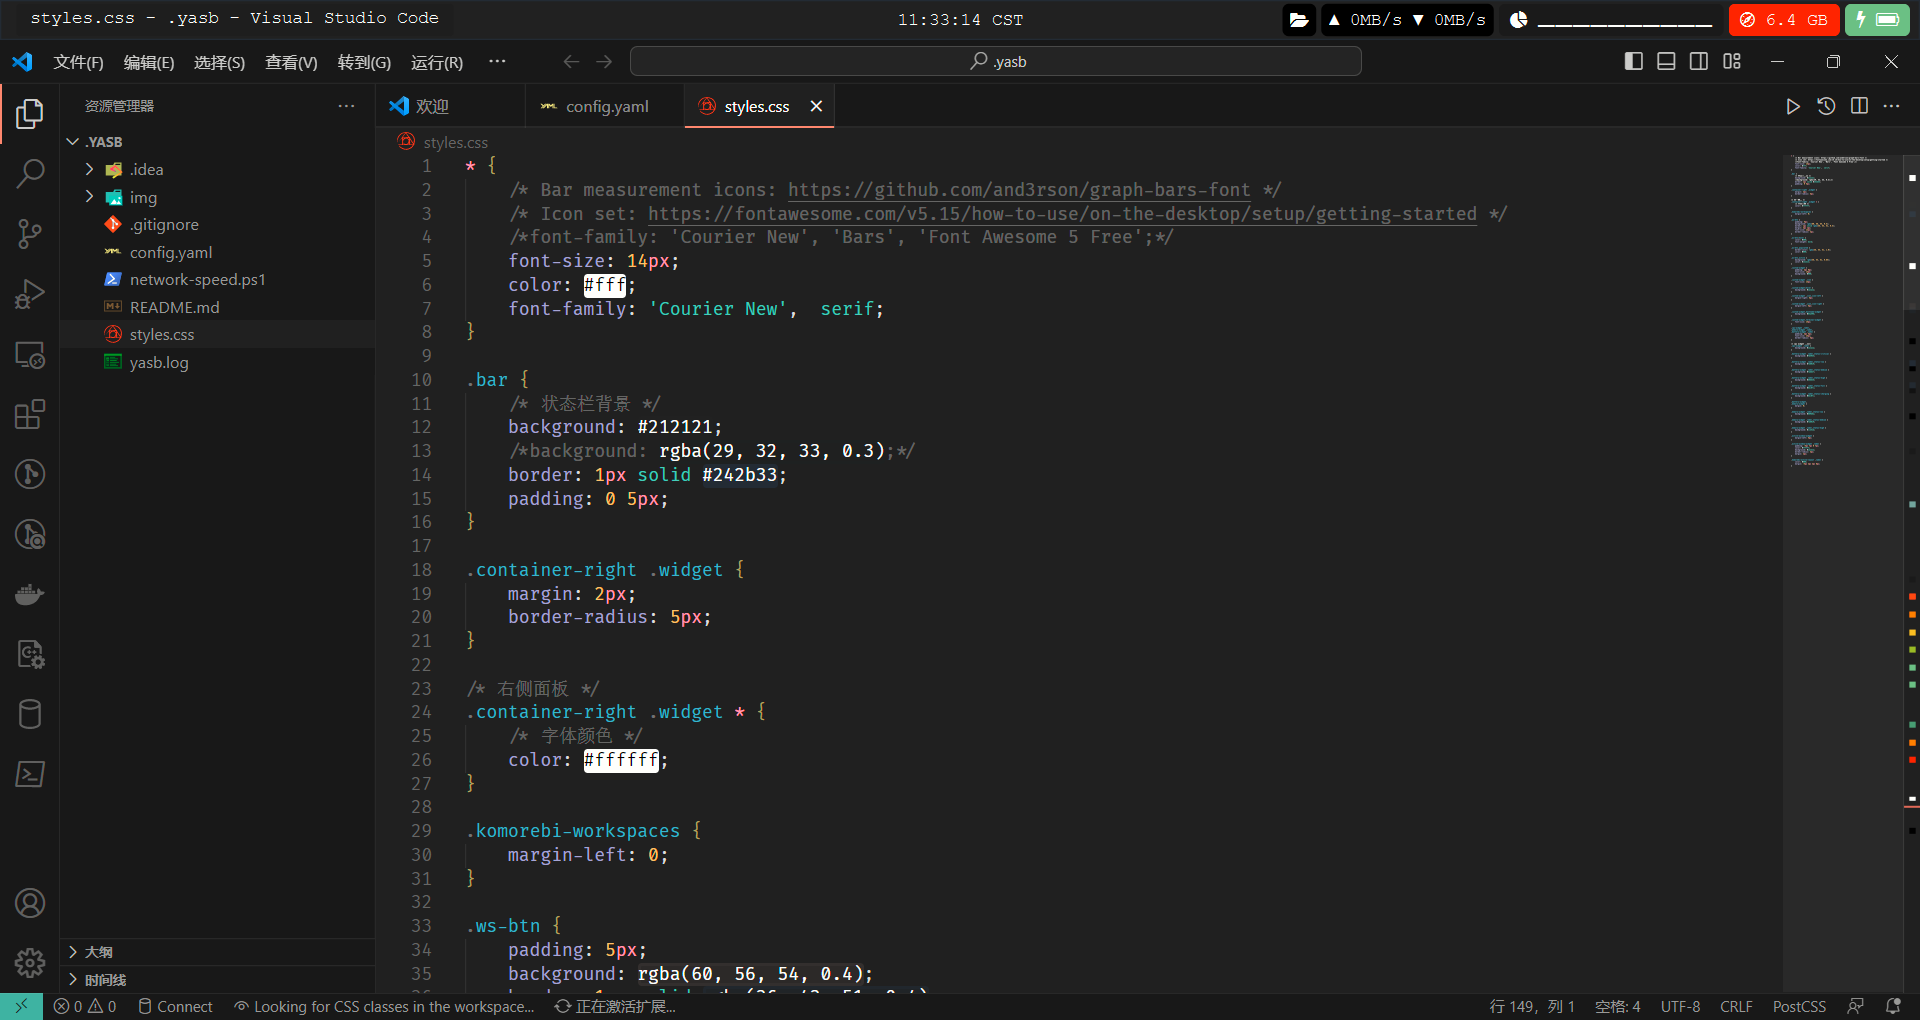 styles.css - .yasb - Visual Studio Code
11:33:14 CST
▲ 0MB/s ▼ 0MB/s
6.4 GB
文件(F) 编辑(E) 选择(S) 查看(V) 转到(G) 运行(R) ···
.yasb
资源管理器
.YASB
.idea
img
.gitignore
config.yaml
network-speed.ps1
README.md
styles.css
yasb.log
大纲
时间线
欢迎
config.yaml
styles.css
styles.css
1 * {
2 /* Bar measurement icons: https://github.com/and3rson/graph-bars-font */
3 /* Icon set: https://fontawesome.com/v5.15/how-to-use/on-the-desktop/setup/getting-started */
4 /*font-family: 'Courier New', 'Bars', 'Font Awesome 5 Free';*/
5 font-size: 14px;
6 color: #fff;
7 font-family: 'Courier New',  serif;
8 }
9
10 .bar {
11 /* 状态栏背景 */
12 background: #212121;
13 /*background: rgba(29, 32, 33, 0.3);*/
14 border: 1px solid #242b33;
15 padding: 0 5px;
16 }
17
18 .container-right .widget {
19 margin: 2px;
20 border-radius: 5px;
21 }
22
23 /* 右侧面板 */
24 .container-right .widget * {
25 /* 字体颜色 */
26 color: #ffffff;
27 }
28
29 .komorebi-workspaces {
30 margin-left: 0;
31 }
32
33 .ws-btn {
34 padding: 5px;
35 background: rgba(60, 56, 54, 0.4);
0 0 Connect Looking for CSS classes in the workspace... 正在激活扩展...
行 149, 列 1 空格: 4 UTF-8 CRLF PostCSS